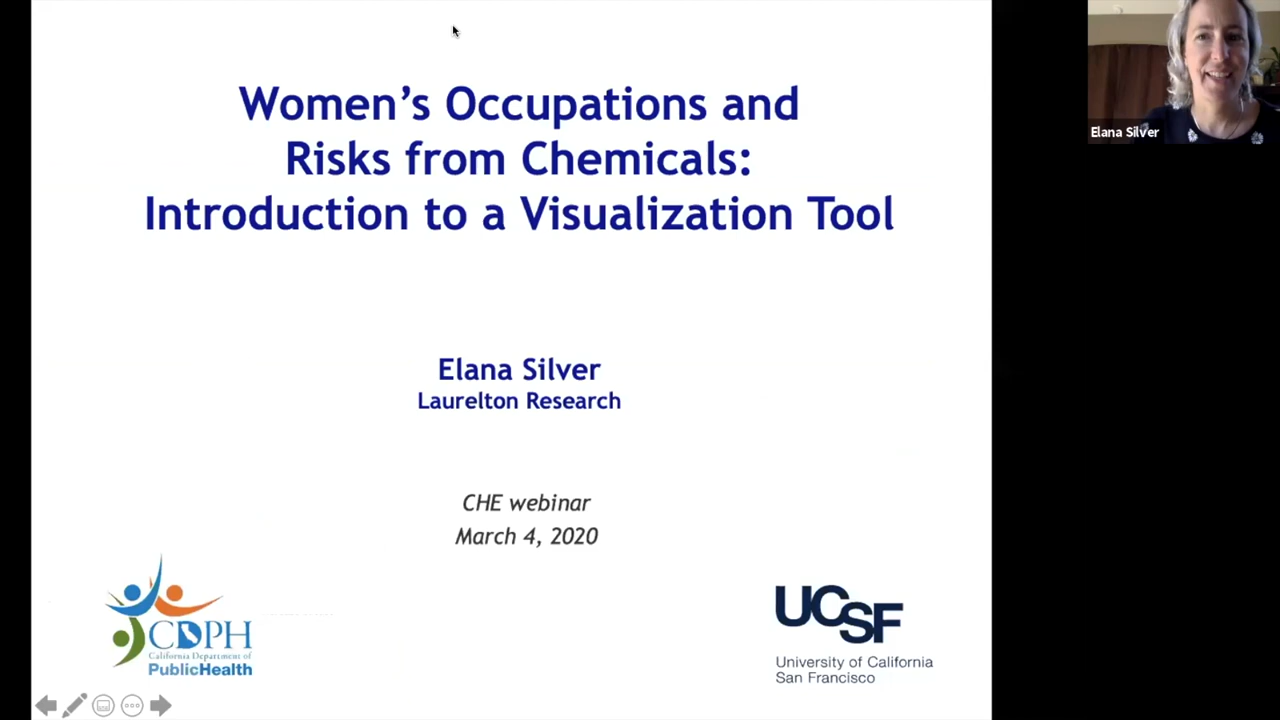 Women's Occupations and
Risks from Chemicals:
Introduction to a Visualization Tool
Elana Silver
Laurelton Research
CHE webinar
March 4, 2020
CDPH
California Department of
PublicHealth
UCSF
University of California
San Francisco
Elana Silver